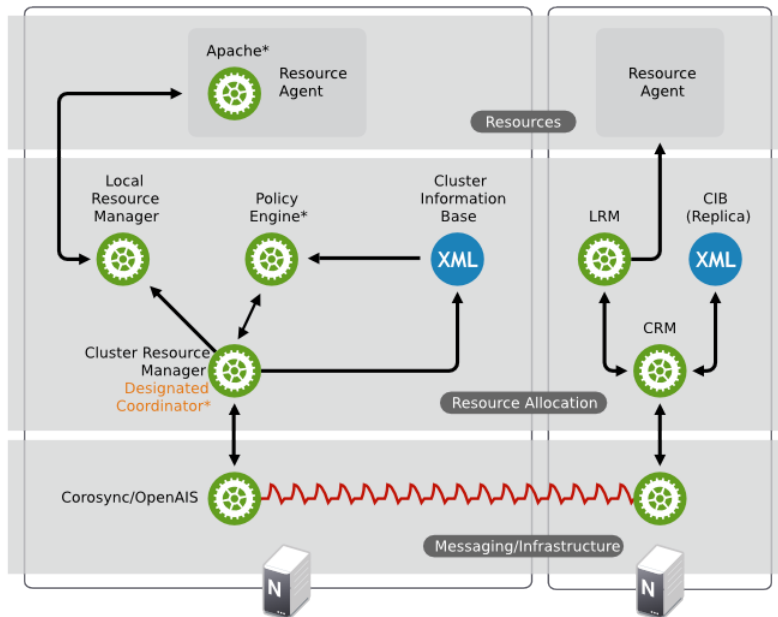 Apache*
Resource
Agent
Resource
Agent
Resources
Local
Resource
Manager
Policy
Engine*
Cluster
Information
Base
LRM
CIB
(Replica)
XML
XML
CRM
Cluster Resource
Manager
Designated
Coordinator*
Resource Allocation
Corosync/OpenAIS
Messaging/Infrastructure
N
N